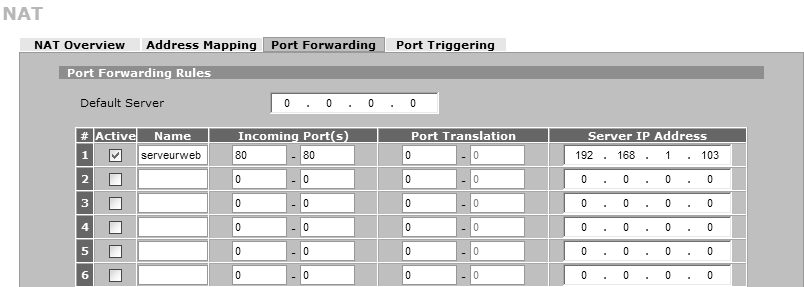 NAT
NAT Overview Address Mapping Port Forwarding Port Triggering
Port Forwarding Rules
Default Server 0 . 0 . 0 . 0
# Active Name Incoming Port(s) Port Translation Server IP Address
1 serveurweb 80 - 80 0 - 0 192 . 168 . 1 . 103
2 0 - 0 0 - 0 0 . 0 . 0 . 0
3 0 - 0 0 - 0 0 . 0 . 0 . 0
4 0 - 0 0 - 0 0 . 0 . 0 . 0
5 0 - 0 0 - 0 0 . 0 . 0 . 0
6 0 - 0 0 - 0 0 . 0 . 0 . 0